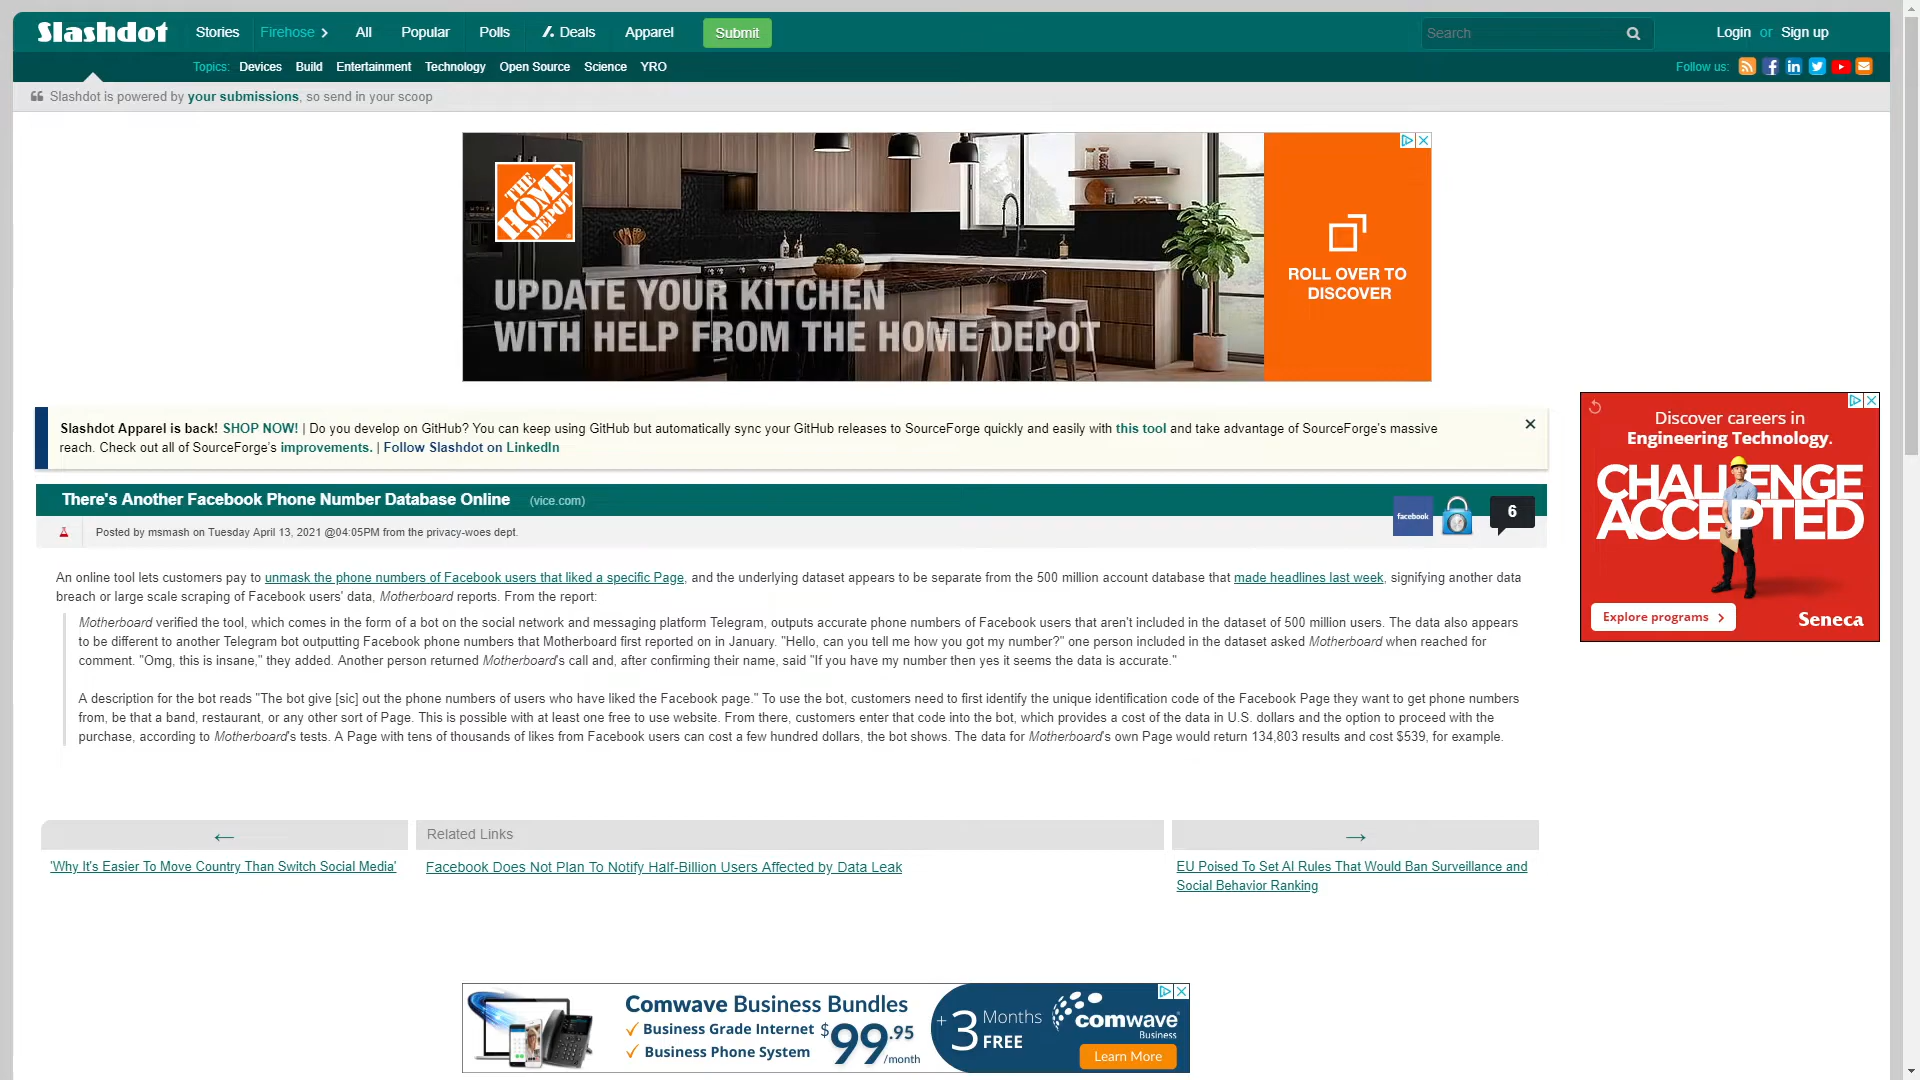 Slashdot
Stories
Firehose
All
Popular
Polls
Deals
Apparel
Submit
Search
Login or Sign up
Topics: Devices Build Entertainment Technology Open Source Science YRO
Follow us:
Slashdot is powered by your submissions, so send in your scoop
THE HOME DEPOT
UPDATE YOUR KITCHEN
WITH HELP FROM THE HOME DEPOT
ROLL OVER TO
DISCOVER
Slashdot Apparel is back! SHOP NOW! | Do you develop on GitHub? You can keep using GitHub but automatically sync your GitHub releases to SourceForge quickly and easily with this tool and take advantage of SourceForge's massive
reach. Check out all of SourceForge's improvements. | Follow Slashdot on LinkedIn
There's Another Facebook Phone Number Database Online (vice.com)
facebook
6
Posted by msmash on Tuesday April 13, 2021 @04:05PM from the privacy-woes dept.
An online tool lets customers pay to unmask the phone numbers of Facebook users that liked a specific Page, and the underlying dataset appears to be separate from the 500 million account database that made headlines last week, signifying another data
breach or large scale scraping of Facebook users' data, Motherboard reports. From the report:
Motherboard verified the tool, which comes in the form of a bot on the social network and messaging platform Telegram, outputs accurate phone numbers of Facebook users that aren't included in the dataset of 500 million users. The data also appears
to be different to another Telegram bot outputting Facebook phone numbers that Motherboard first reported on in January. "Hello, can you tell me how you got my number?" one person included in the dataset asked Motherboard when reached for
comment. "Omg, this is insane," they added. Another person returned Motherboard's call and, after confirming their name, said "If you have my number then yes it seems the data is accurate."
A description for the bot reads "The bot give [sic] out the phone numbers of users who have liked the Facebook page." To use the bot, customers need to first identify the unique identification code of the Facebook Page they want to get phone numbers
from, be that a band, restaurant, or any other sort of Page. This is possible with at least one free to use website. From there, customers enter that code into the bot, which provides a cost of the data in U.S. dollars and the option to proceed with the
purchase, according to Motherboard's tests. A Page with tens of thousands of likes from Facebook users can cost a few hundred dollars, the bot shows. The data for Motherboard's own Page would return 134,803 results and cost $539, for example.
Discover careers in
Engineering Technology.
CHALLENGE
ACCEPTED
Explore programs
Seneca
←
'Why It's Easier To Move Country Than Switch Social Media'
Related Links
Facebook Does Not Plan To Notify Half-Billion Users Affected by Data Leak
→
EU Poised To Set AI Rules That Would Ban Surveillance and
Social Behavior Ranking
Comwave Business Bundles
✓ Business Grade Internet
✓ Business Phone System
$99.95
/month
+ 3 Months
FREE
comwave
Business
Learn More